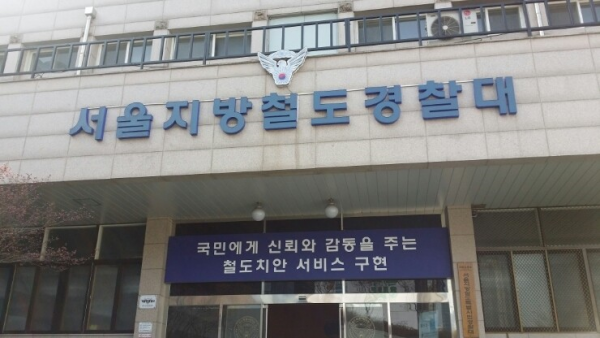 서울지방철도경찰대
국민에게 신뢰와 감동을 주는
철도치안 서비스 구현